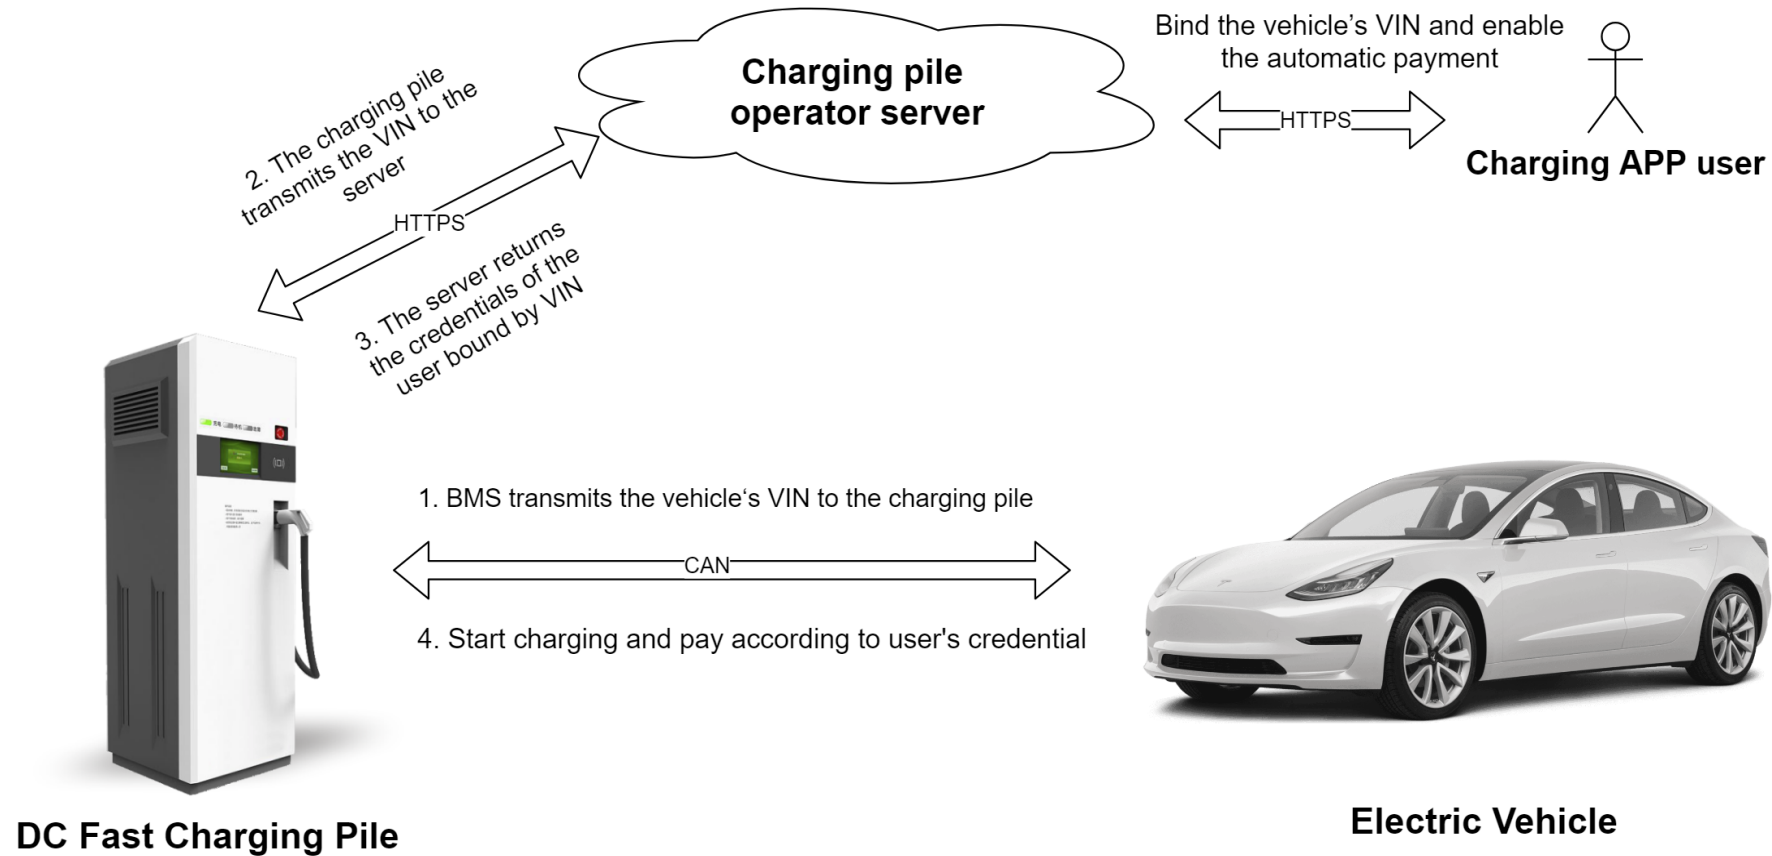 Charging pile
operator server
Bind the vehicle’s VIN and enable
the automatic payment
HTTPS
Charging APP user
2. The charging pile
transmits the VIN to the
server
HTTPS
3. The server returns
the credentials of the
user bound by VIN
1. BMS transmits the vehicle‘s VIN to the charging pile
CAN
4. Start charging and pay according to user's credential
DC Fast Charging Pile
Electric Vehicle